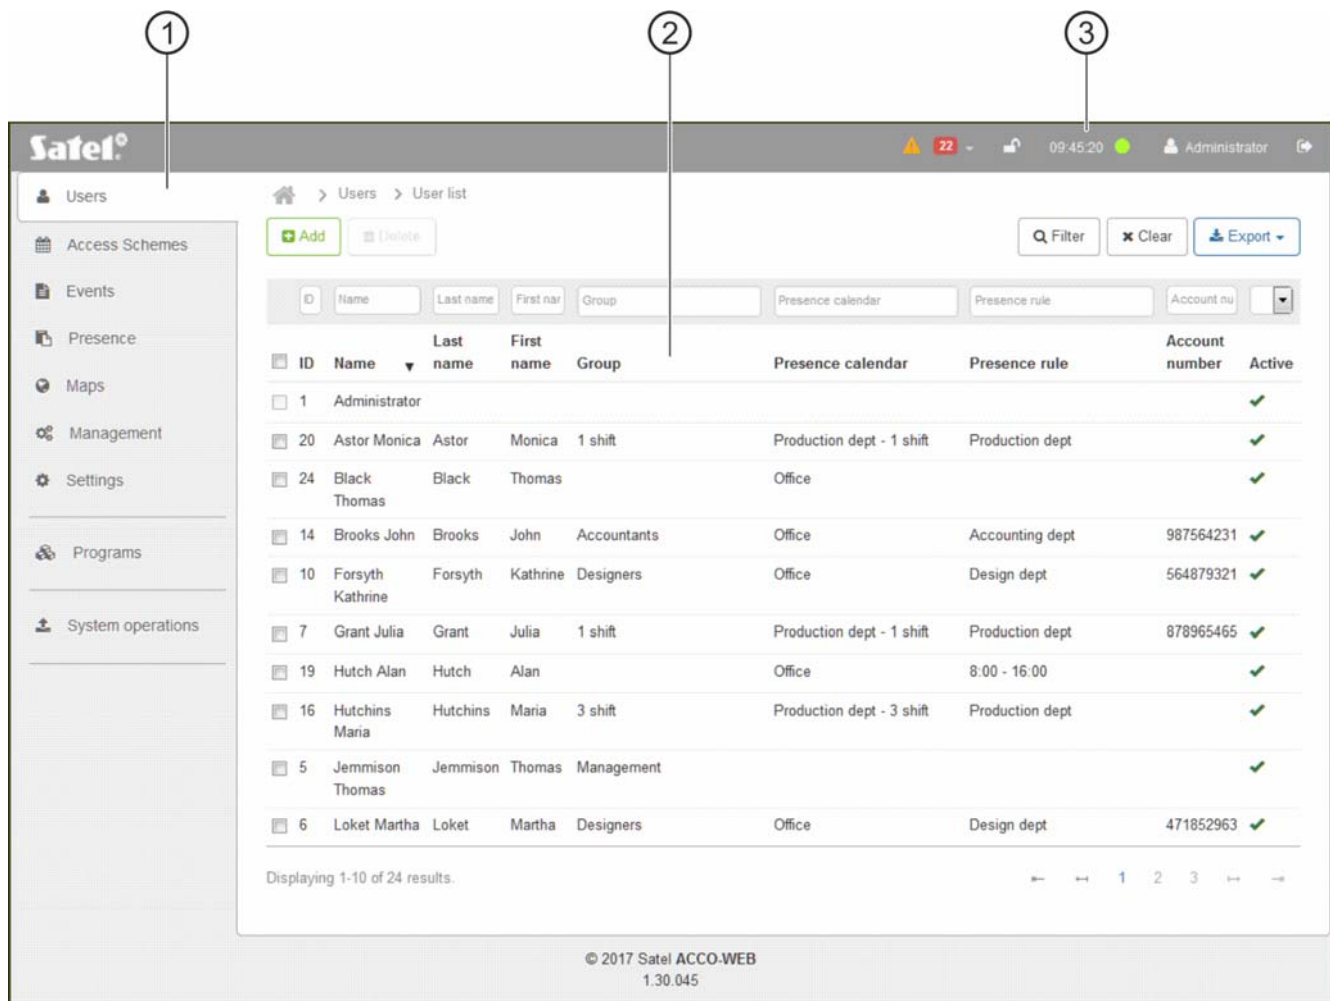 1 2 3
Satel® 22 09:45:20 Administrator
Users
Access Schemes
Events
Presence
Maps
Management
Settings
Programs
System operations
> Users > User list
Add Delete Filter Clear Export
ID Name Last name First nar Group Presence calendar Presence rule Account nu
ID Name Last name First name Group Presence calendar Presence rule Account number Active
1 Administrator
20 Astor Monica Astor Monica 1 shift Production dept - 1 shift Production dept
24 Black Thomas Black Thomas Office
14 Brooks John Brooks John Accountants Office Accounting dept 987564231
10 Forsyth Kathrine Forsyth Kathrine Designers Office Design dept 564879321
7 Grant Julia Grant Julia 1 shift Production dept - 1 shift Production dept 878965465
19 Hutch Alan Hutch Alan Office 8:00 - 16:00
16 Hutchins Maria Hutchins Maria 3 shift Production dept - 3 shift Production dept
5 Jemmison Thomas Jemmison Thomas Management
6 Loket Martha Loket Martha Designers Office Design dept 471852963
Displaying 1-10 of 24 results. 1 2 3
© 2017 Satel ACCO-WEB
1.30.045